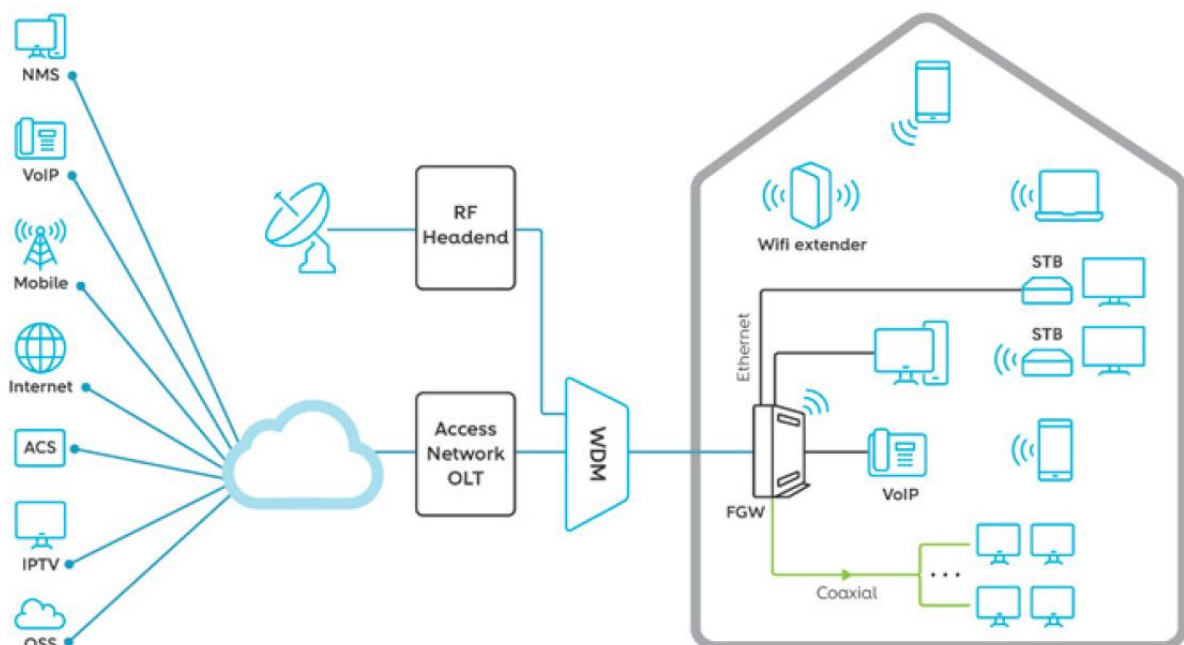 NMS
VoIP
Mobile
Internet
ACS
IPTV
OSS
RF
Headend
Access
Network
OLT
WDM
Wifi extender
STB
STB
Ethernet
FGW
VoIP
Coaxial